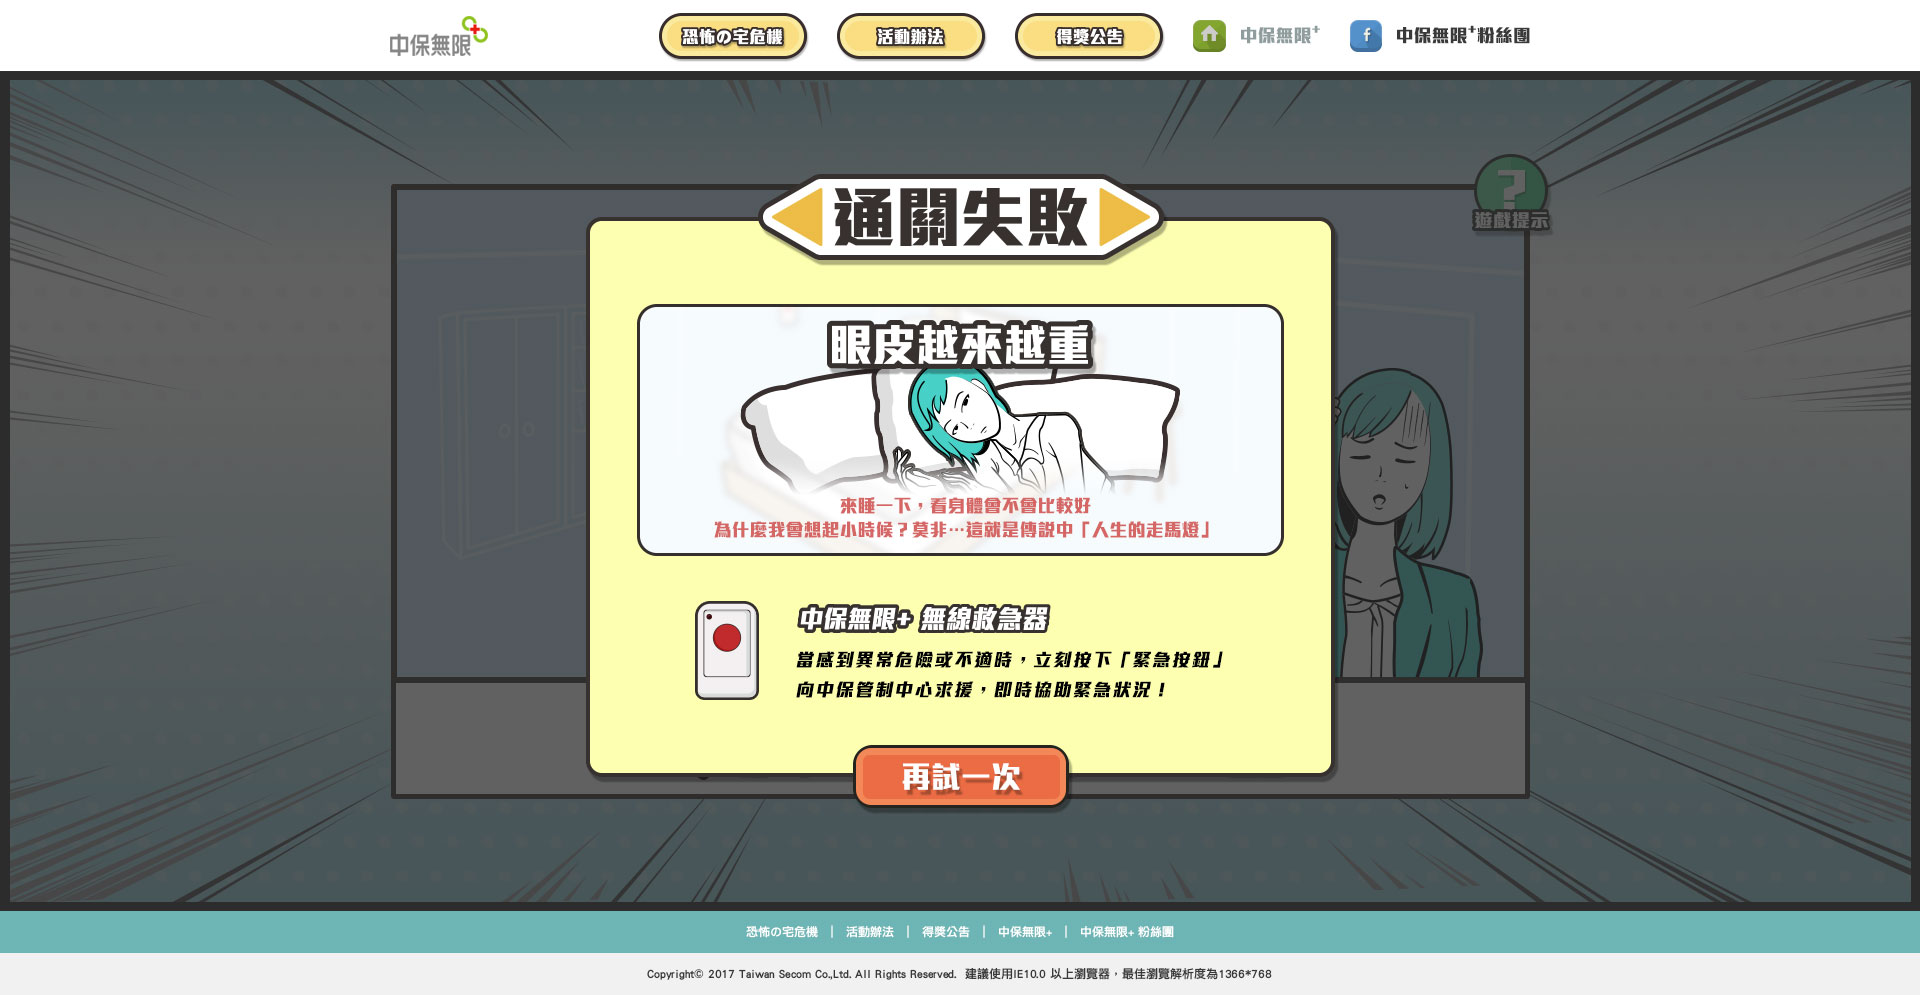 中保無限
恐怖の宅危機
活動辦法
得獎公告
中保無限+
中保無限+粉絲團
?
遊戲提示
通關失敗
眼皮越來越重
來睡一下，看身體會不會比較好
為什麼我會想起小時候？莫非…這就是傳說中「人生的走馬燈」
中保無限+ 無線救急器
當感到異常危險或不適時，立刻按下「緊急按鈕」
向中保管制中心求援，即時協助緊急狀況！
再試一次
恐怖の宅危機 | 活動辦法 | 得獎公告 | 中保無限+ | 中保無限+ 粉絲團
Copyright© 2017 Taiwan Secom Co.,Ltd. All Rights Reserved. 建議使用IE10.0 以上瀏覽器，最佳瀏覽解析度為1366*768